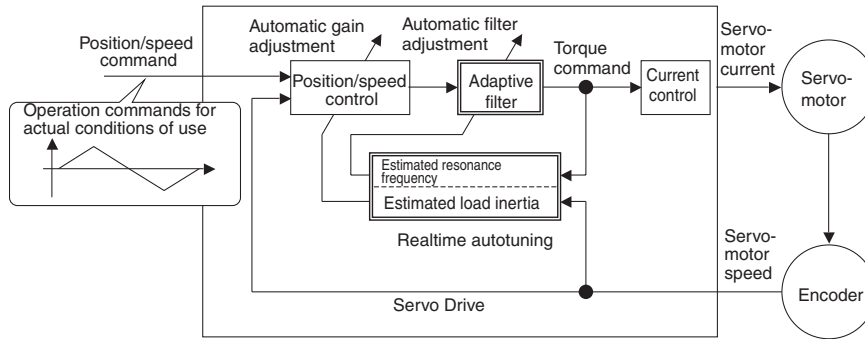 Position/speed
command
Operation commands for
actual conditions of use
Automatic gain
adjustment
Automatic filter
adjustment
Position/speed
control
Adaptive
filter
Torque
command
Current
control
Servo-
motor
current
Servo-
motor
Estimated resonance
frequency
Estimated load inertia
Realtime autotuning
Servo-
motor
speed
Encoder
Servo Drive